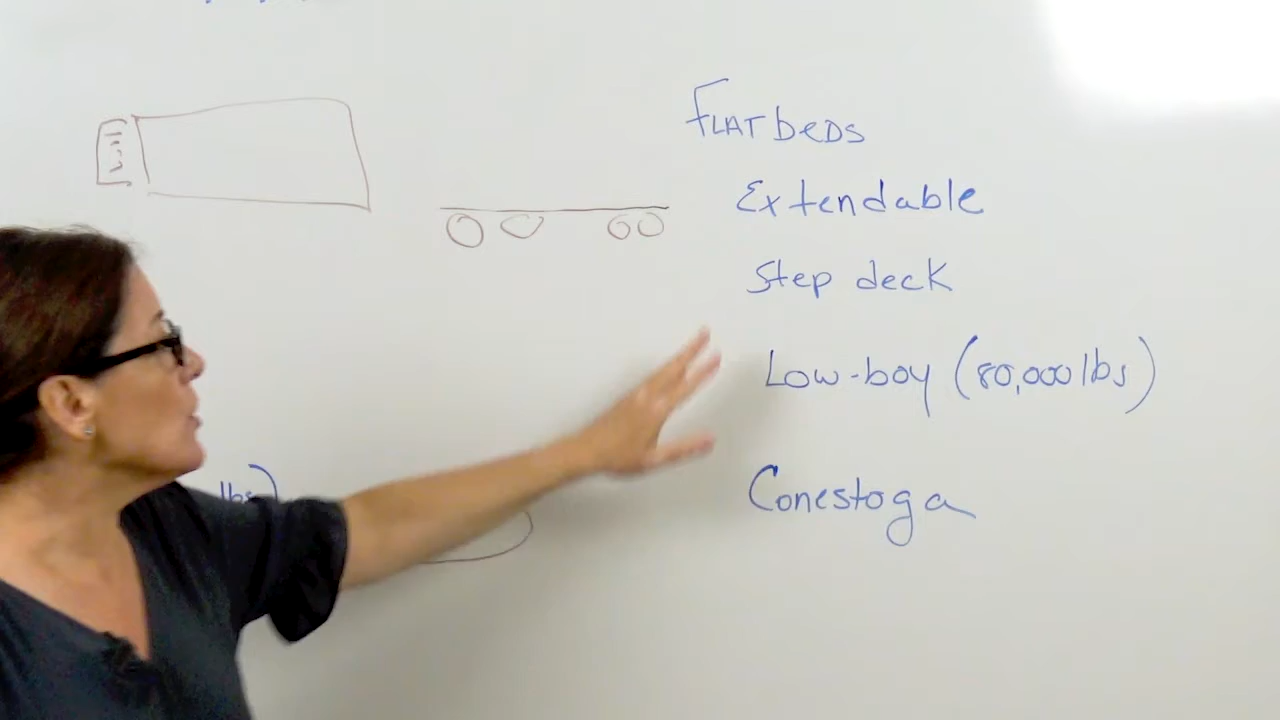 FLATbeDS
Extendable
Step deck
Low-boy (80,000 lbs)
lbs)
Conestoga